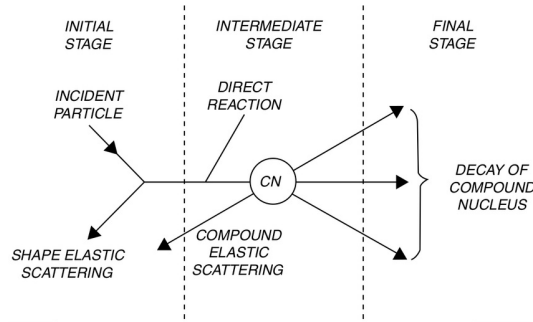 INITIAL
STAGE
INTERMEDIATE
STAGE
FINAL
STAGE
INCIDENT
PARTICLE
DIRECT
REACTION
CN
DECAY OF
COMPOUND
NUCLEUS
SHAPE ELASTIC
SCATTERING
COMPOUND
ELASTIC
SCATTERING